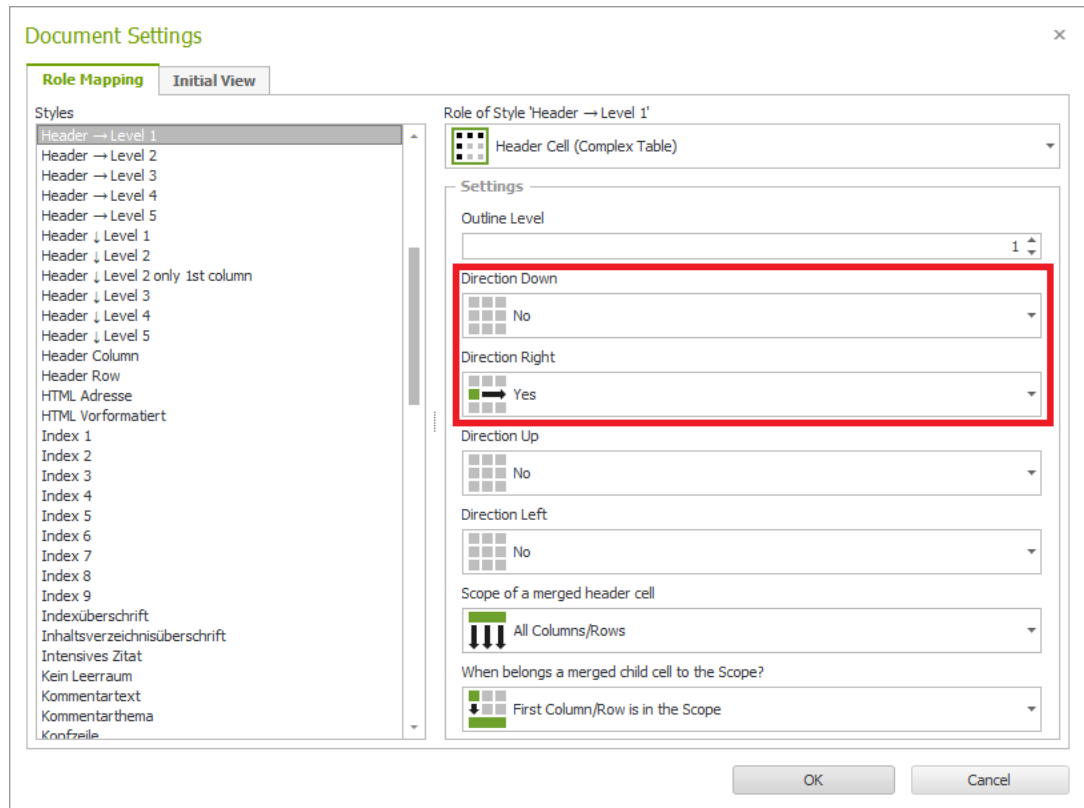 Document Settings
Role Mapping
Initial View
Styles
Header → Level 1
Header → Level 2
Header → Level 3
Header → Level 4
Header → Level 5
Header ↓ Level 1
Header ↓ Level 2
Header ↓ Level 2 only 1st column
Header ↓ Level 3
Header ↓ Level 4
Header ↓ Level 5
Header Column
Header Row
HTML Adresse
HTML Vorformatiert
Index 1
Index 2
Index 3
Index 4
Index 5
Index 6
Index 7
Index 8
Index 9
Indexüberschrift
Inhaltsverzeichnisüberschrift
Intensives Zitat
Kein Leerraum
Kommentartext
Kommentarthema
Kopfzeile
Role of Style 'Header → Level 1'
Header Cell (Complex Table)
Settings
Outline Level
1
Direction Down
No
Direction Right
Yes
Direction Up
No
Direction Left
No
Scope of a merged header cell
All Columns/Rows
When belongs a merged child cell to the Scope?
First Column/Row is in the Scope
OK
Cancel